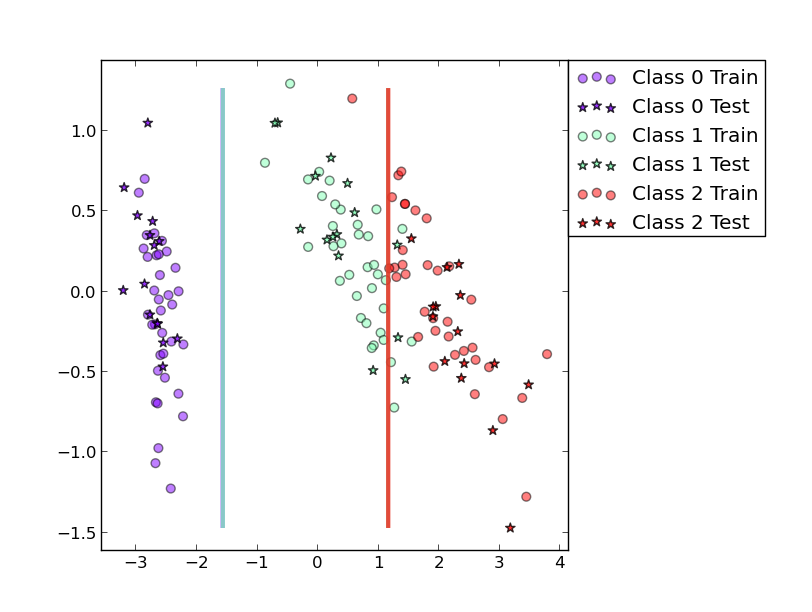 Class 0 Train
Class 0 Test
Class 1 Train
Class 1 Test
Class 2 Train
Class 2 Test
1.0
0.5
0.0
−0.5
−1.0
−1.5
−3 −2 −1 0 1 2 3 4